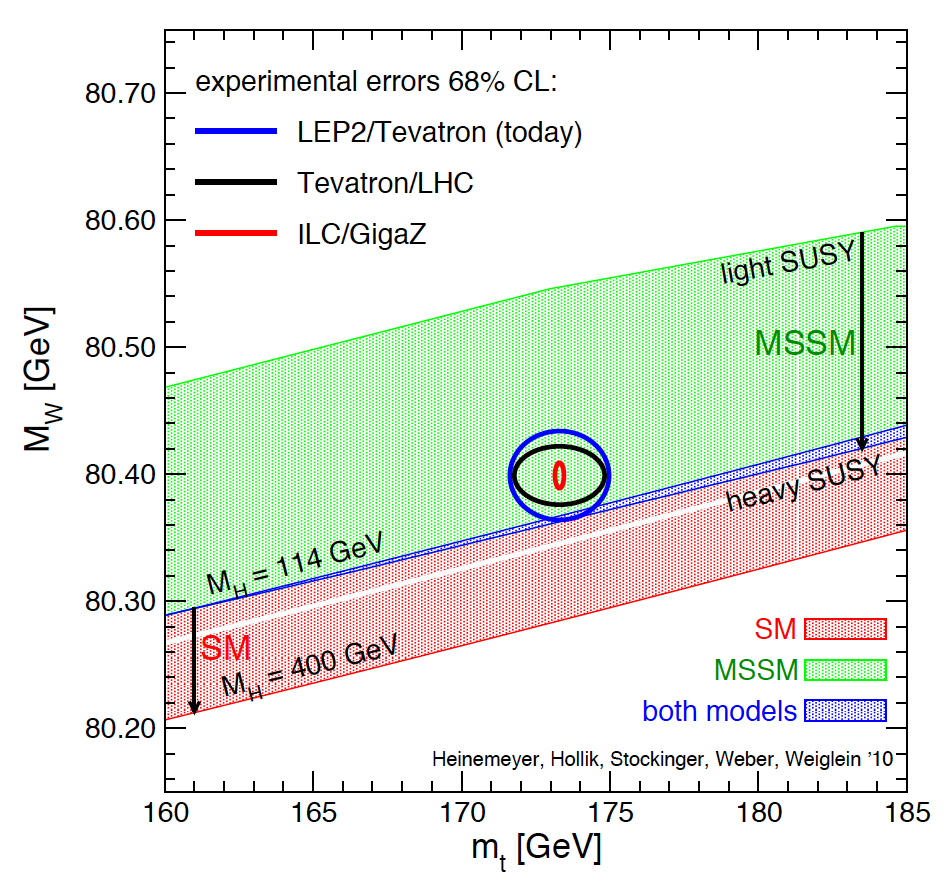 experimental errors 68% CL:
LEP2/Tevatron (today)
Tevatron/LHC
ILC/GigaZ
80.70
80.60
80.50
80.40
80.30
80.20
M_W [GeV]
light SUSY
MSSM
heavy SUSY
M_H = 114 GeV
SM
M_H = 400 GeV
SM
MSSM
both models
Heinemeyer, Hollik, Stockinger, Weber, Weiglein ’10
160 165 170 175 180 185
m_t [GeV]